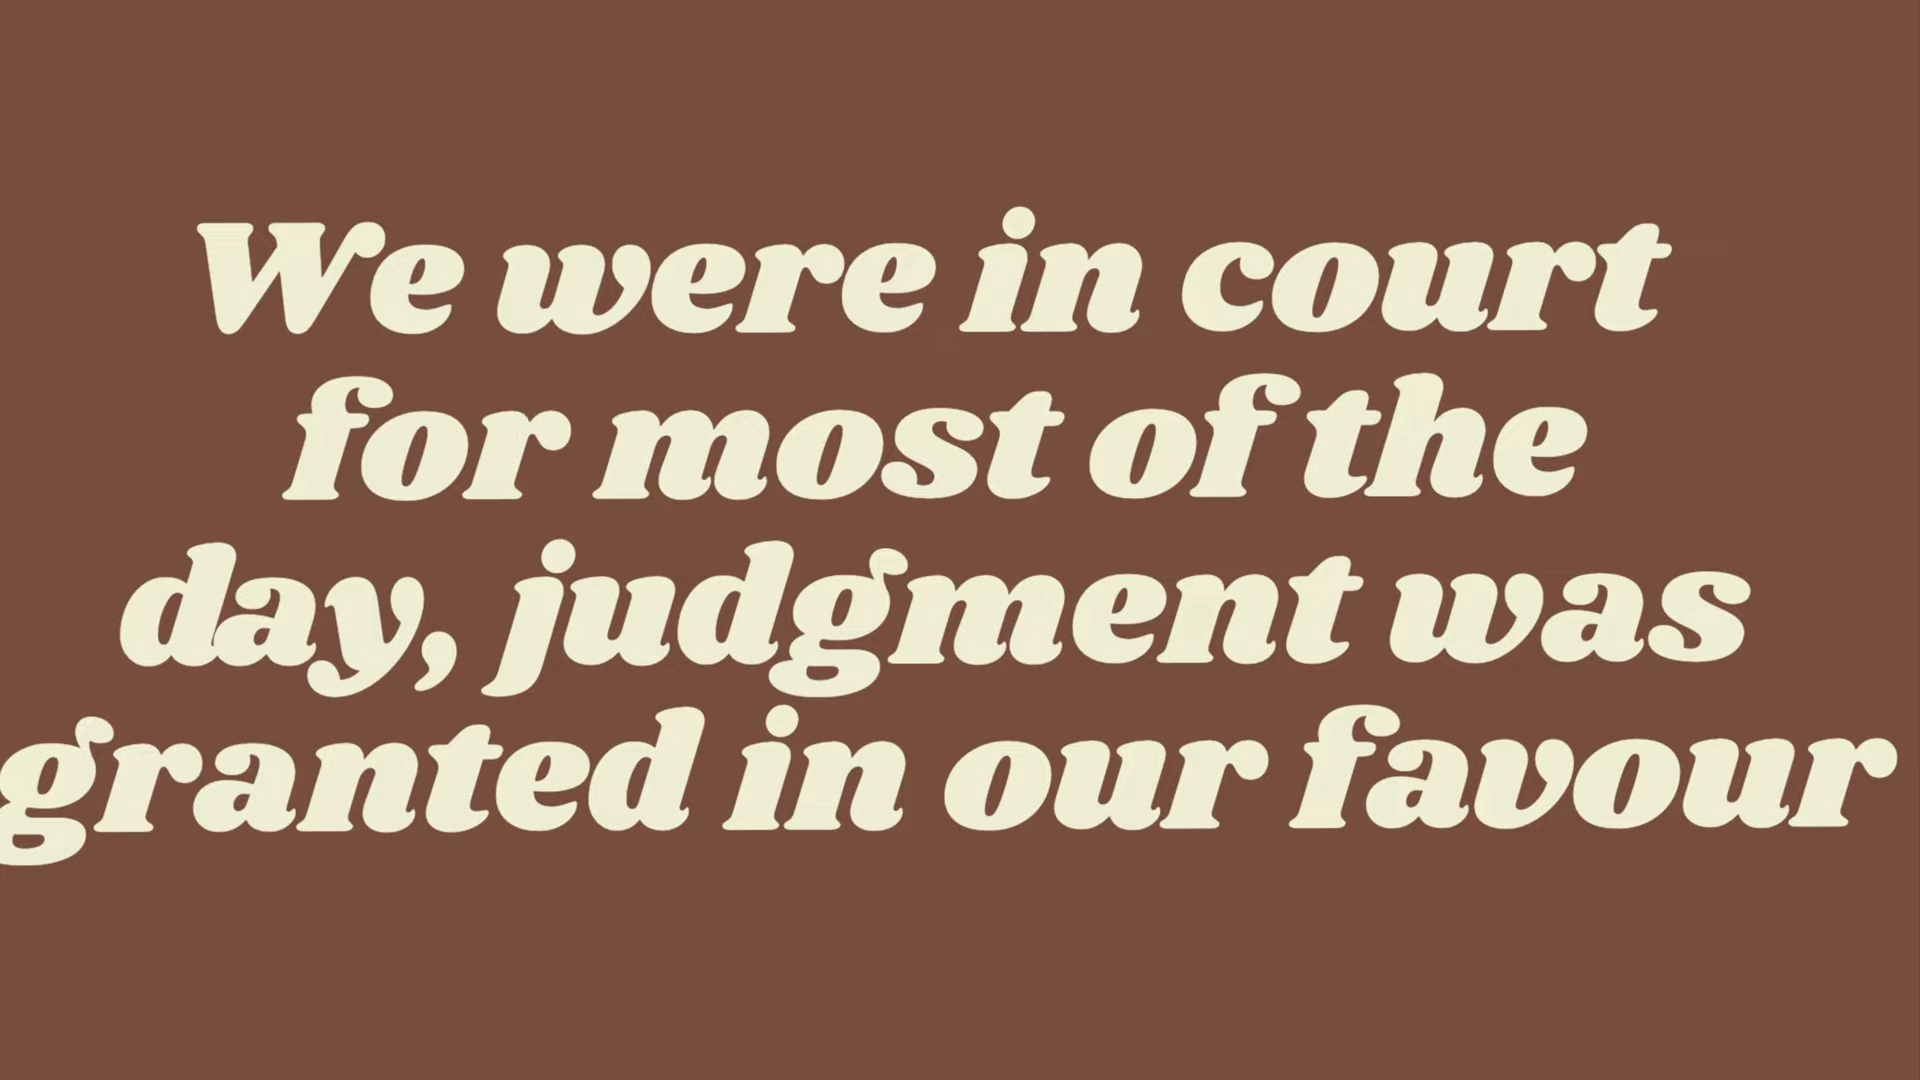 We were in court
for most of the
day, judgment was
granted in our favour